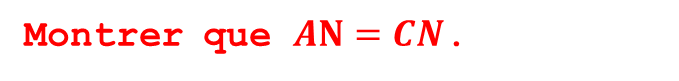 Montrer que AN = CN.